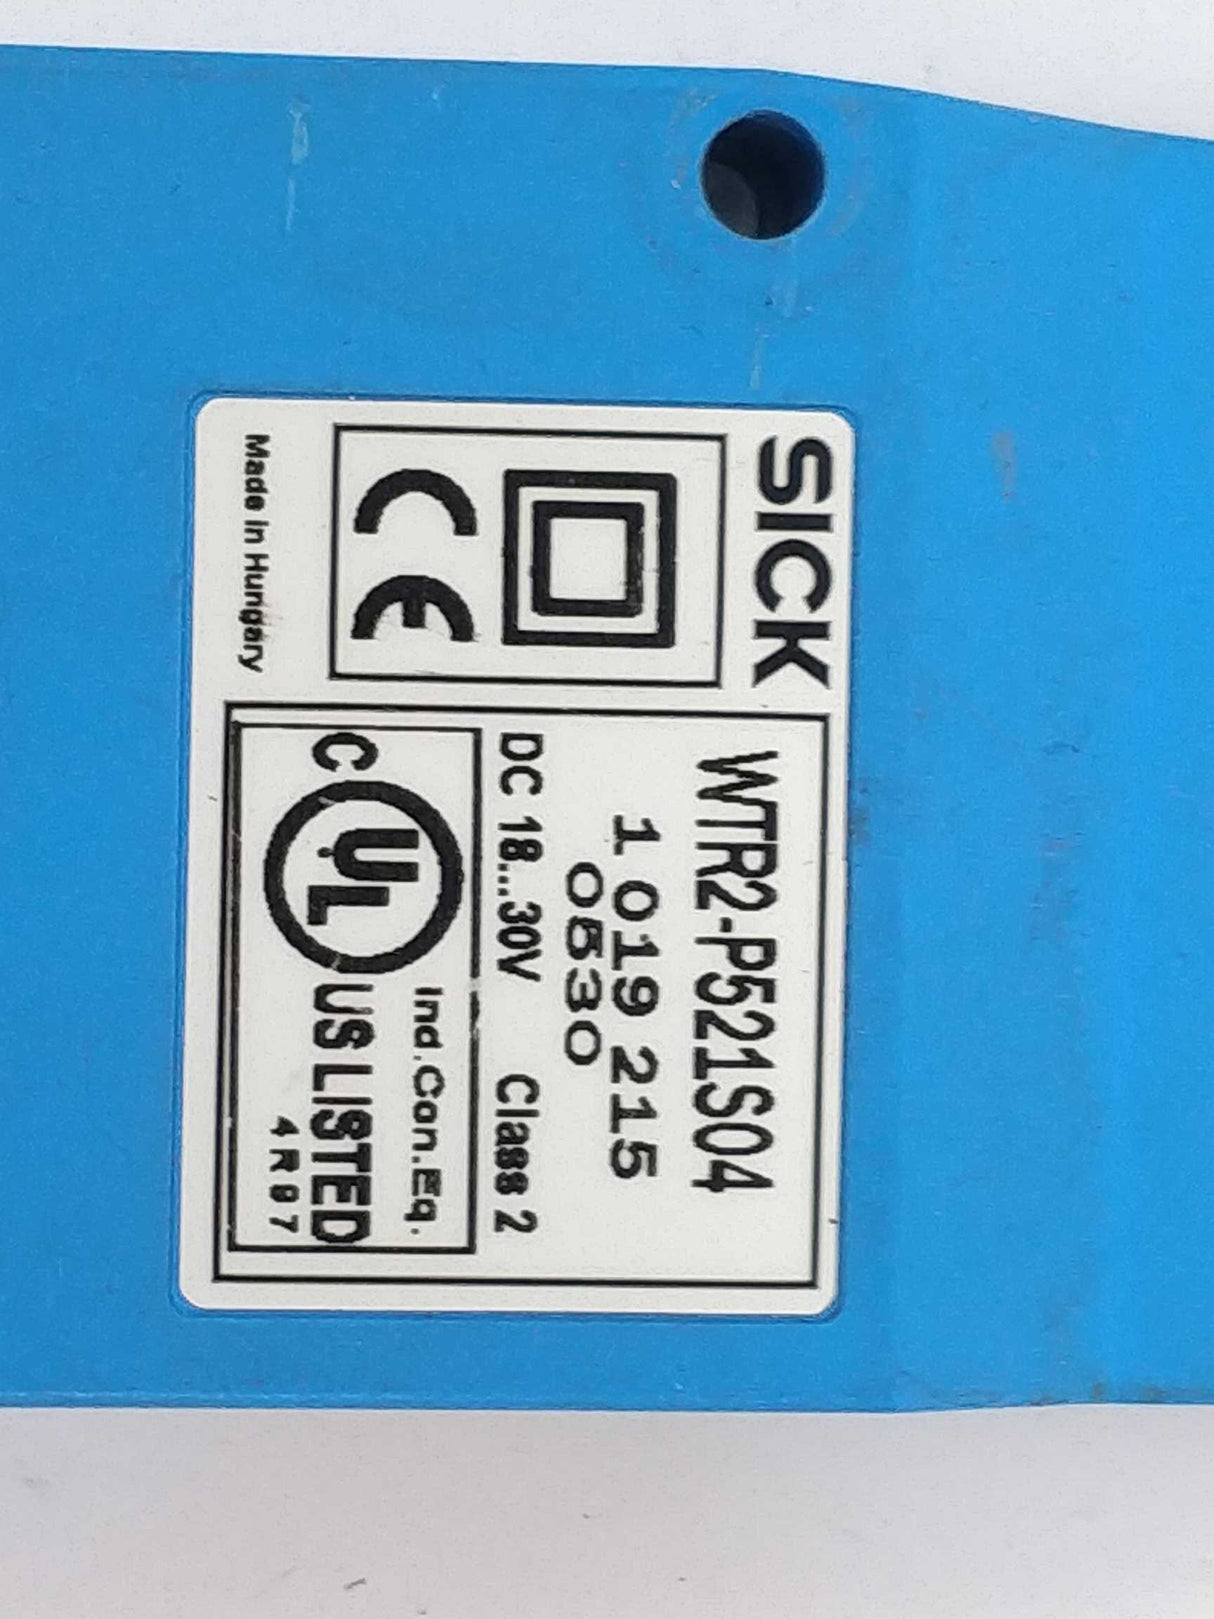 SICK
WTR2-P521S04
1 019 215
0530
DC 18...30V Class 2
CE
Ind.Con.Eq.
C UL US LISTED
4R87
Made in Hungary